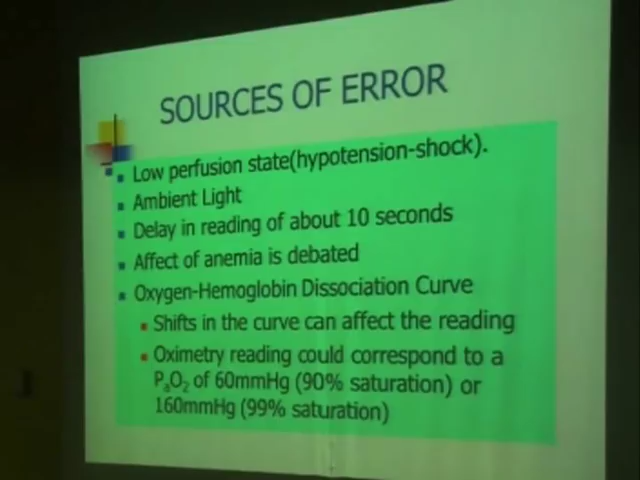 SOURCES OF ERROR
Low perfusion state(hypotension-shock).
Ambient Light
Delay in reading of about 10 seconds
Affect of anemia is debated
Oxygen-Hemoglobin Dissociation Curve
Shifts in the curve can affect the reading
Oximetry reading could correspond to a
PaO2 of 60mmHg (90% saturation) or
160mmHg (99% saturation)